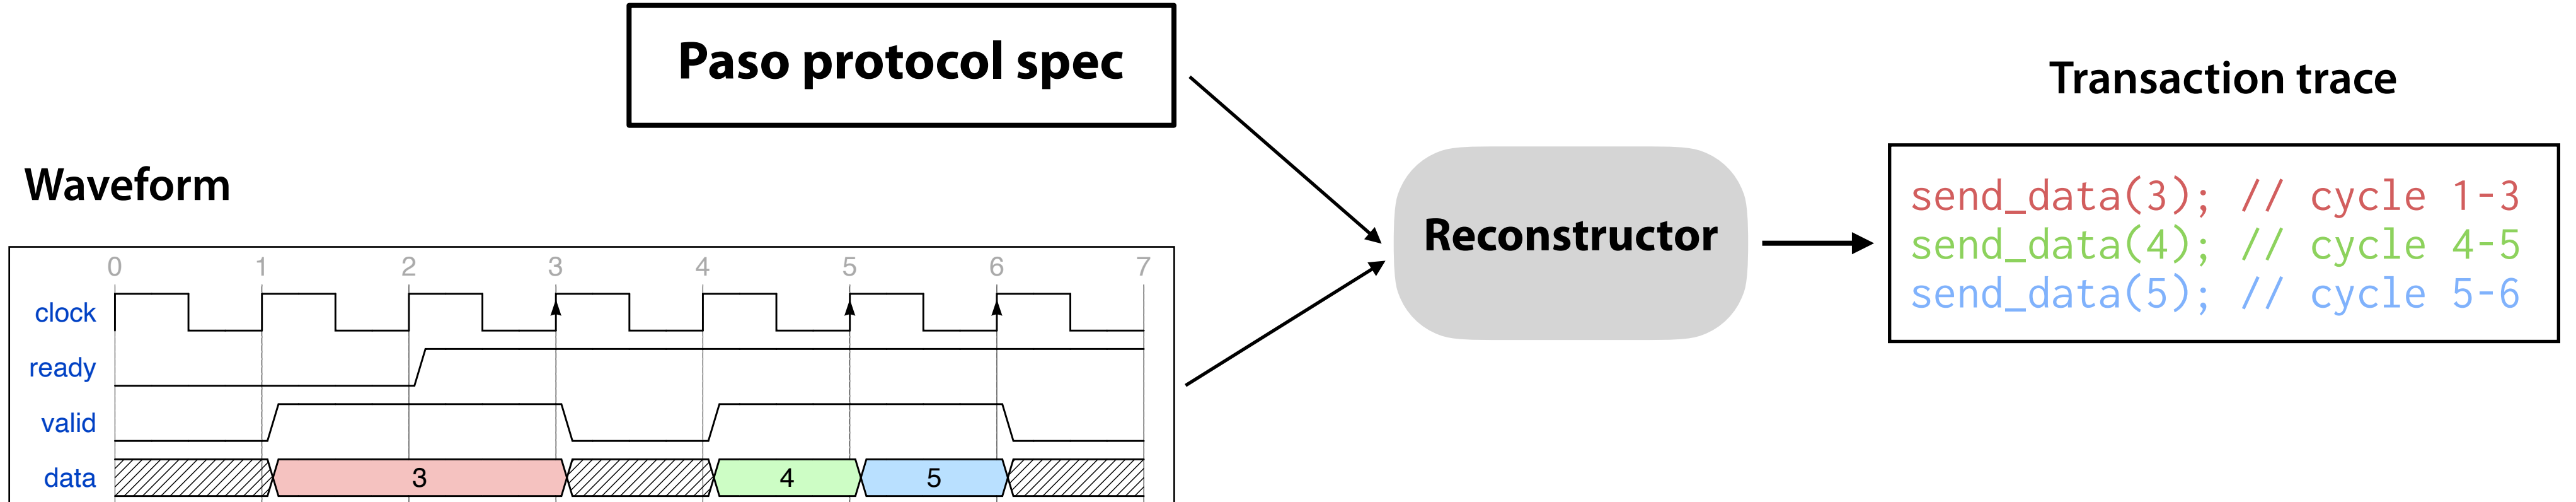 Paso protocol spec
Waveform
0 1 2 3 4 5 6 7
clock
ready
valid
data 3 4 5
Reconstructor
Transaction trace
send_data(3); // cycle 1-3
send_data(4); // cycle 4-5
send_data(5); // cycle 5-6